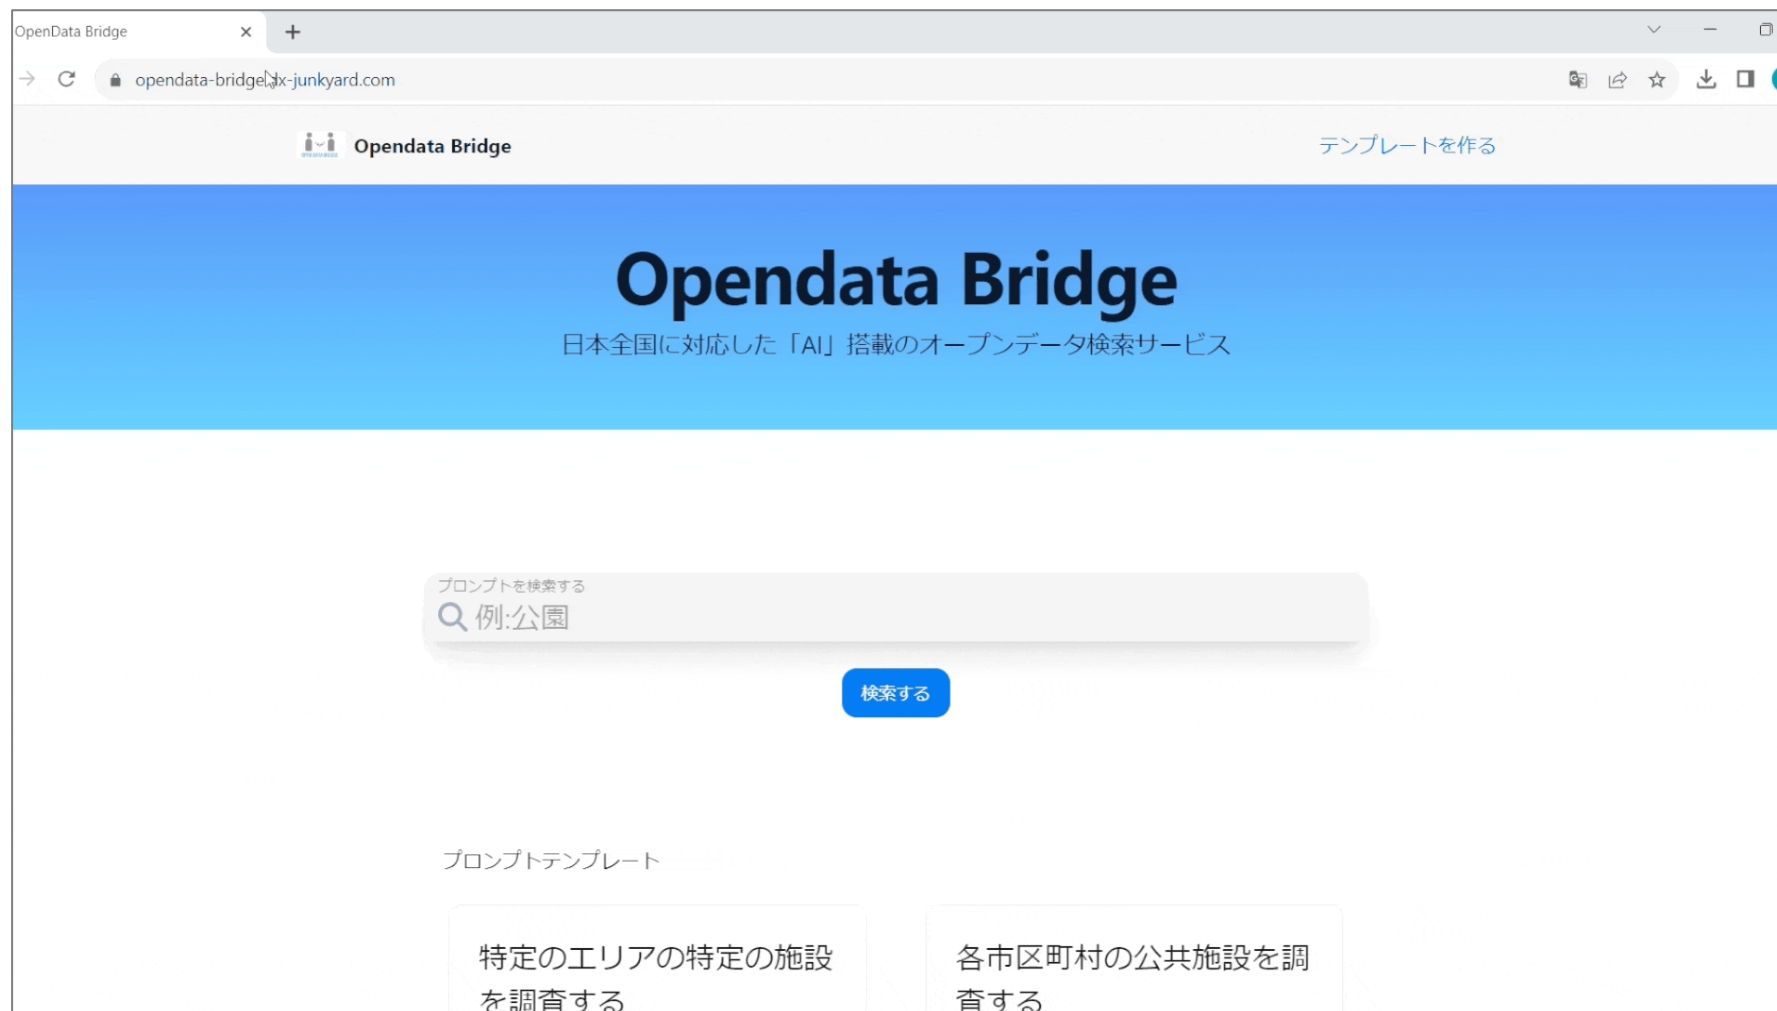 OpenData Bridge
opendata-bridge.dx-junkyard.com
Opendata Bridge
テンプレートを作る
Opendata Bridge
日本全国に対応した「AI」搭載のオープンデータ検索サービス
プロンプトを検索する
例:公園
検索する
プロンプトテンプレート
特定のエリアの特定の施設
を調査する
各市区町村の公共施設を調
査する